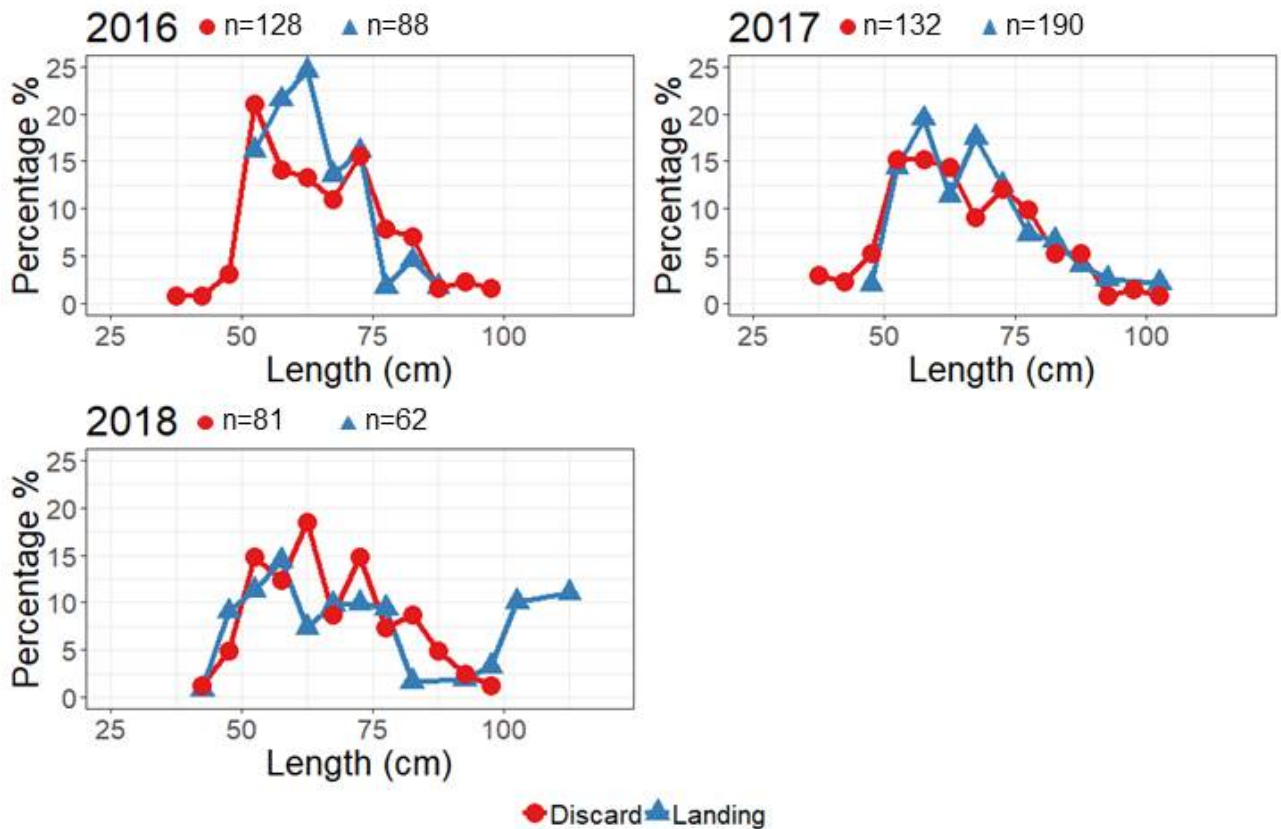 2016 n=128 n=88
Percentage %
25
20
15
10
5
0
25 50 75 100
Length (cm)
2017 n=132 n=190
Percentage %
25
20
15
10
5
0
25 50 75 100
Length (cm)
2018 n=81 n=62
Percentage %
25
20
15
10
5
0
25 50 75 100
Length (cm)
Discard Landing